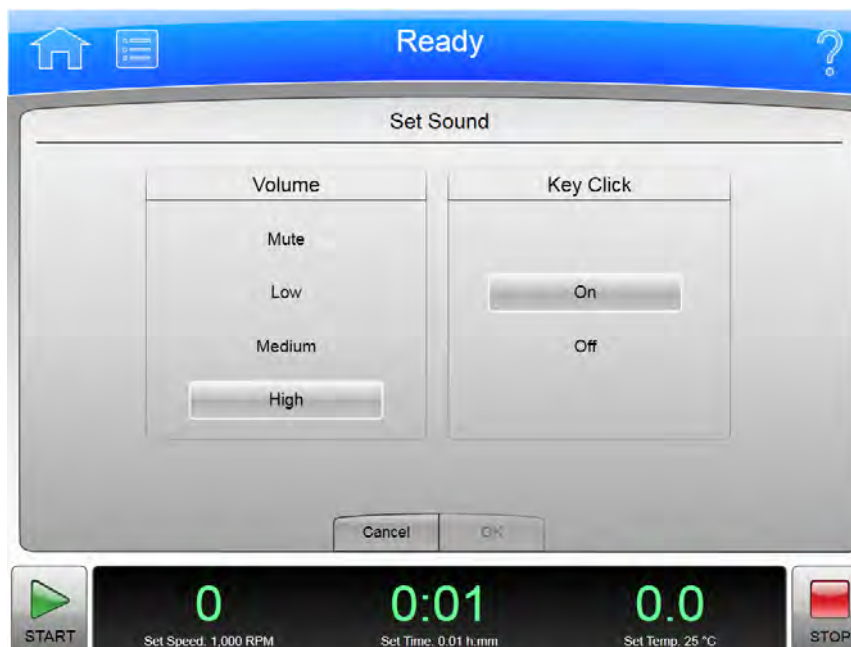 Ready
Set Sound
Volume
Key Click
Mute
Low
On
Medium
Off
High
Cancel
OK
START
0
0:01
0.0
STOP
Set Speed. 1,000 RPM
Set Time. 0:01 h:mm
Set Temp. 25 °C